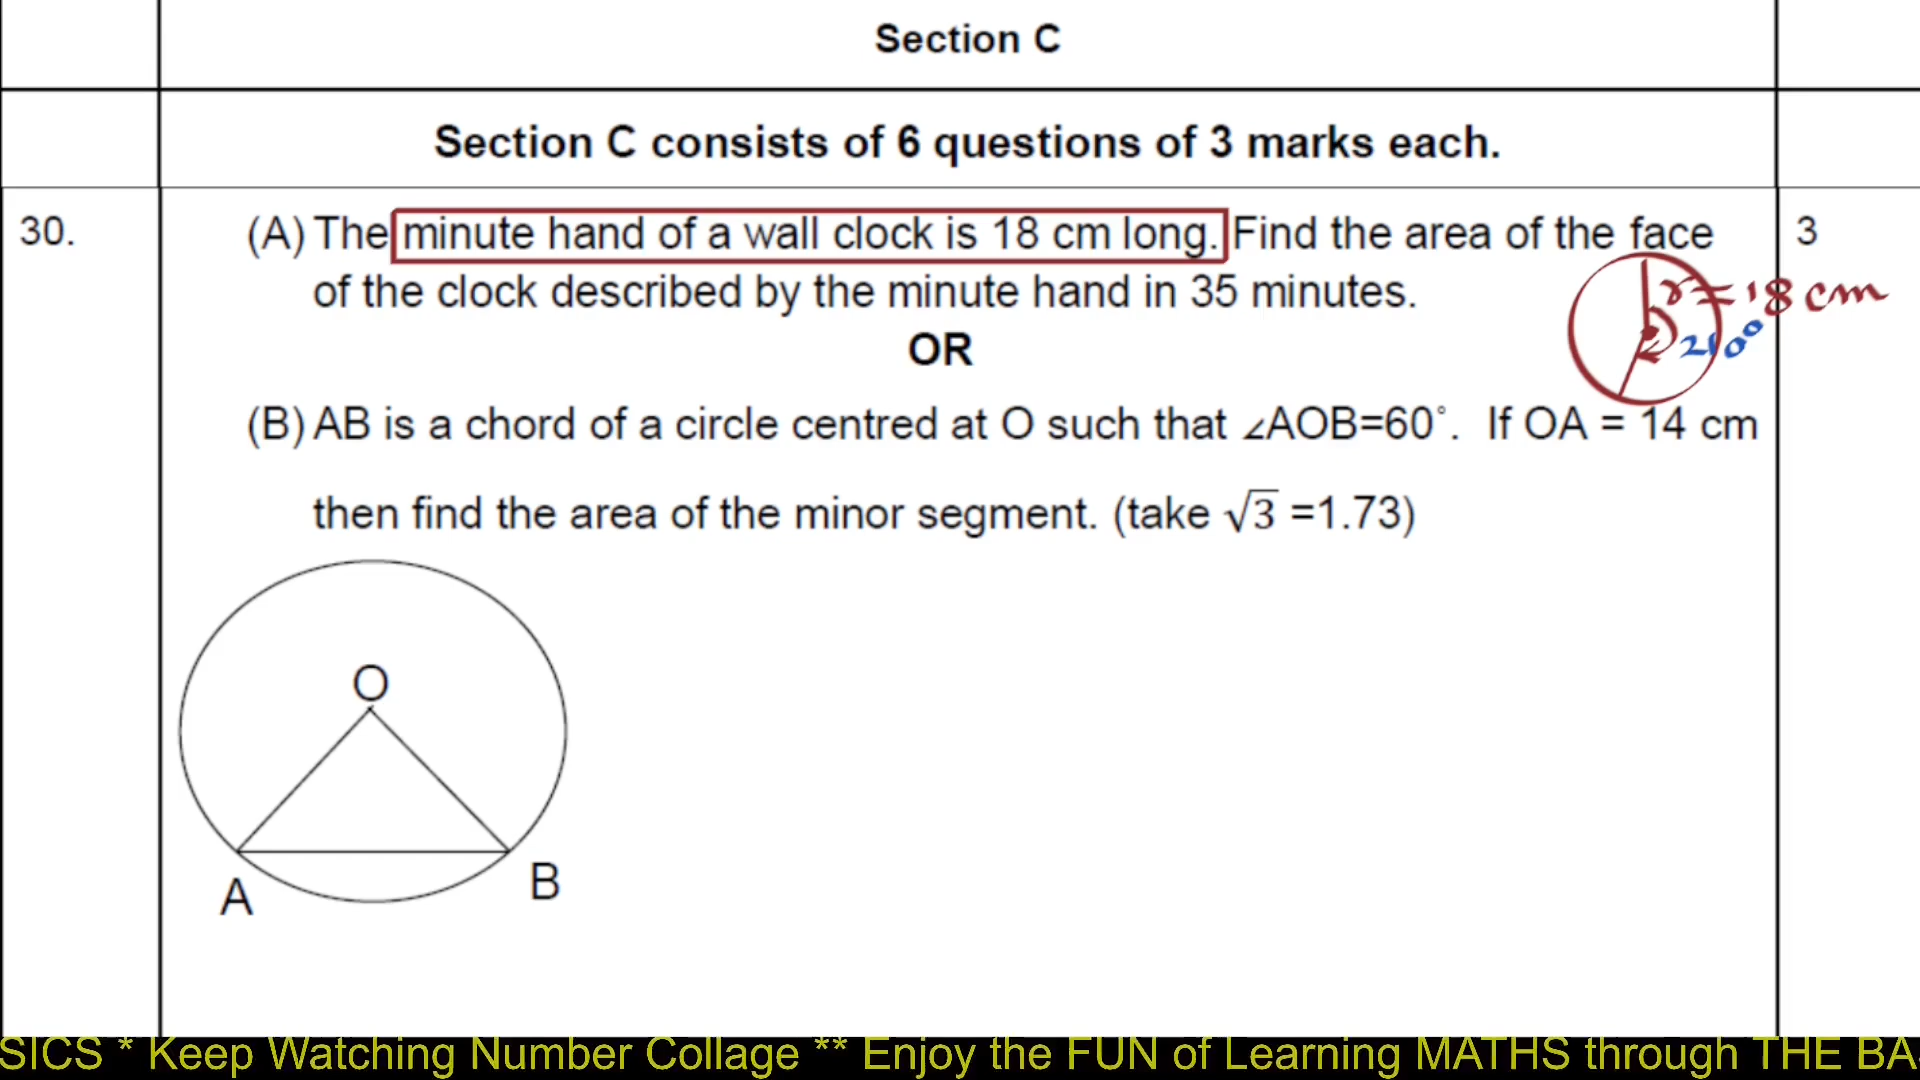 Section C
Section C consists of 6 questions of 3 marks each.
30.
(A) The minute hand of a wall clock is 18 cm long. Find the area of the face
3
of the clock described by the minute hand in 35 minutes.
r = 18 cm
210°
OR
(B) AB is a chord of a circle centred at O such that ∠AOB=60˚. If OA = 14 cm
then find the area of the minor segment. (take √3 =1.73)
O
A
B
SICS * Keep Watching Number Collage ** Enjoy the FUN of Learning MATHS through THE BA